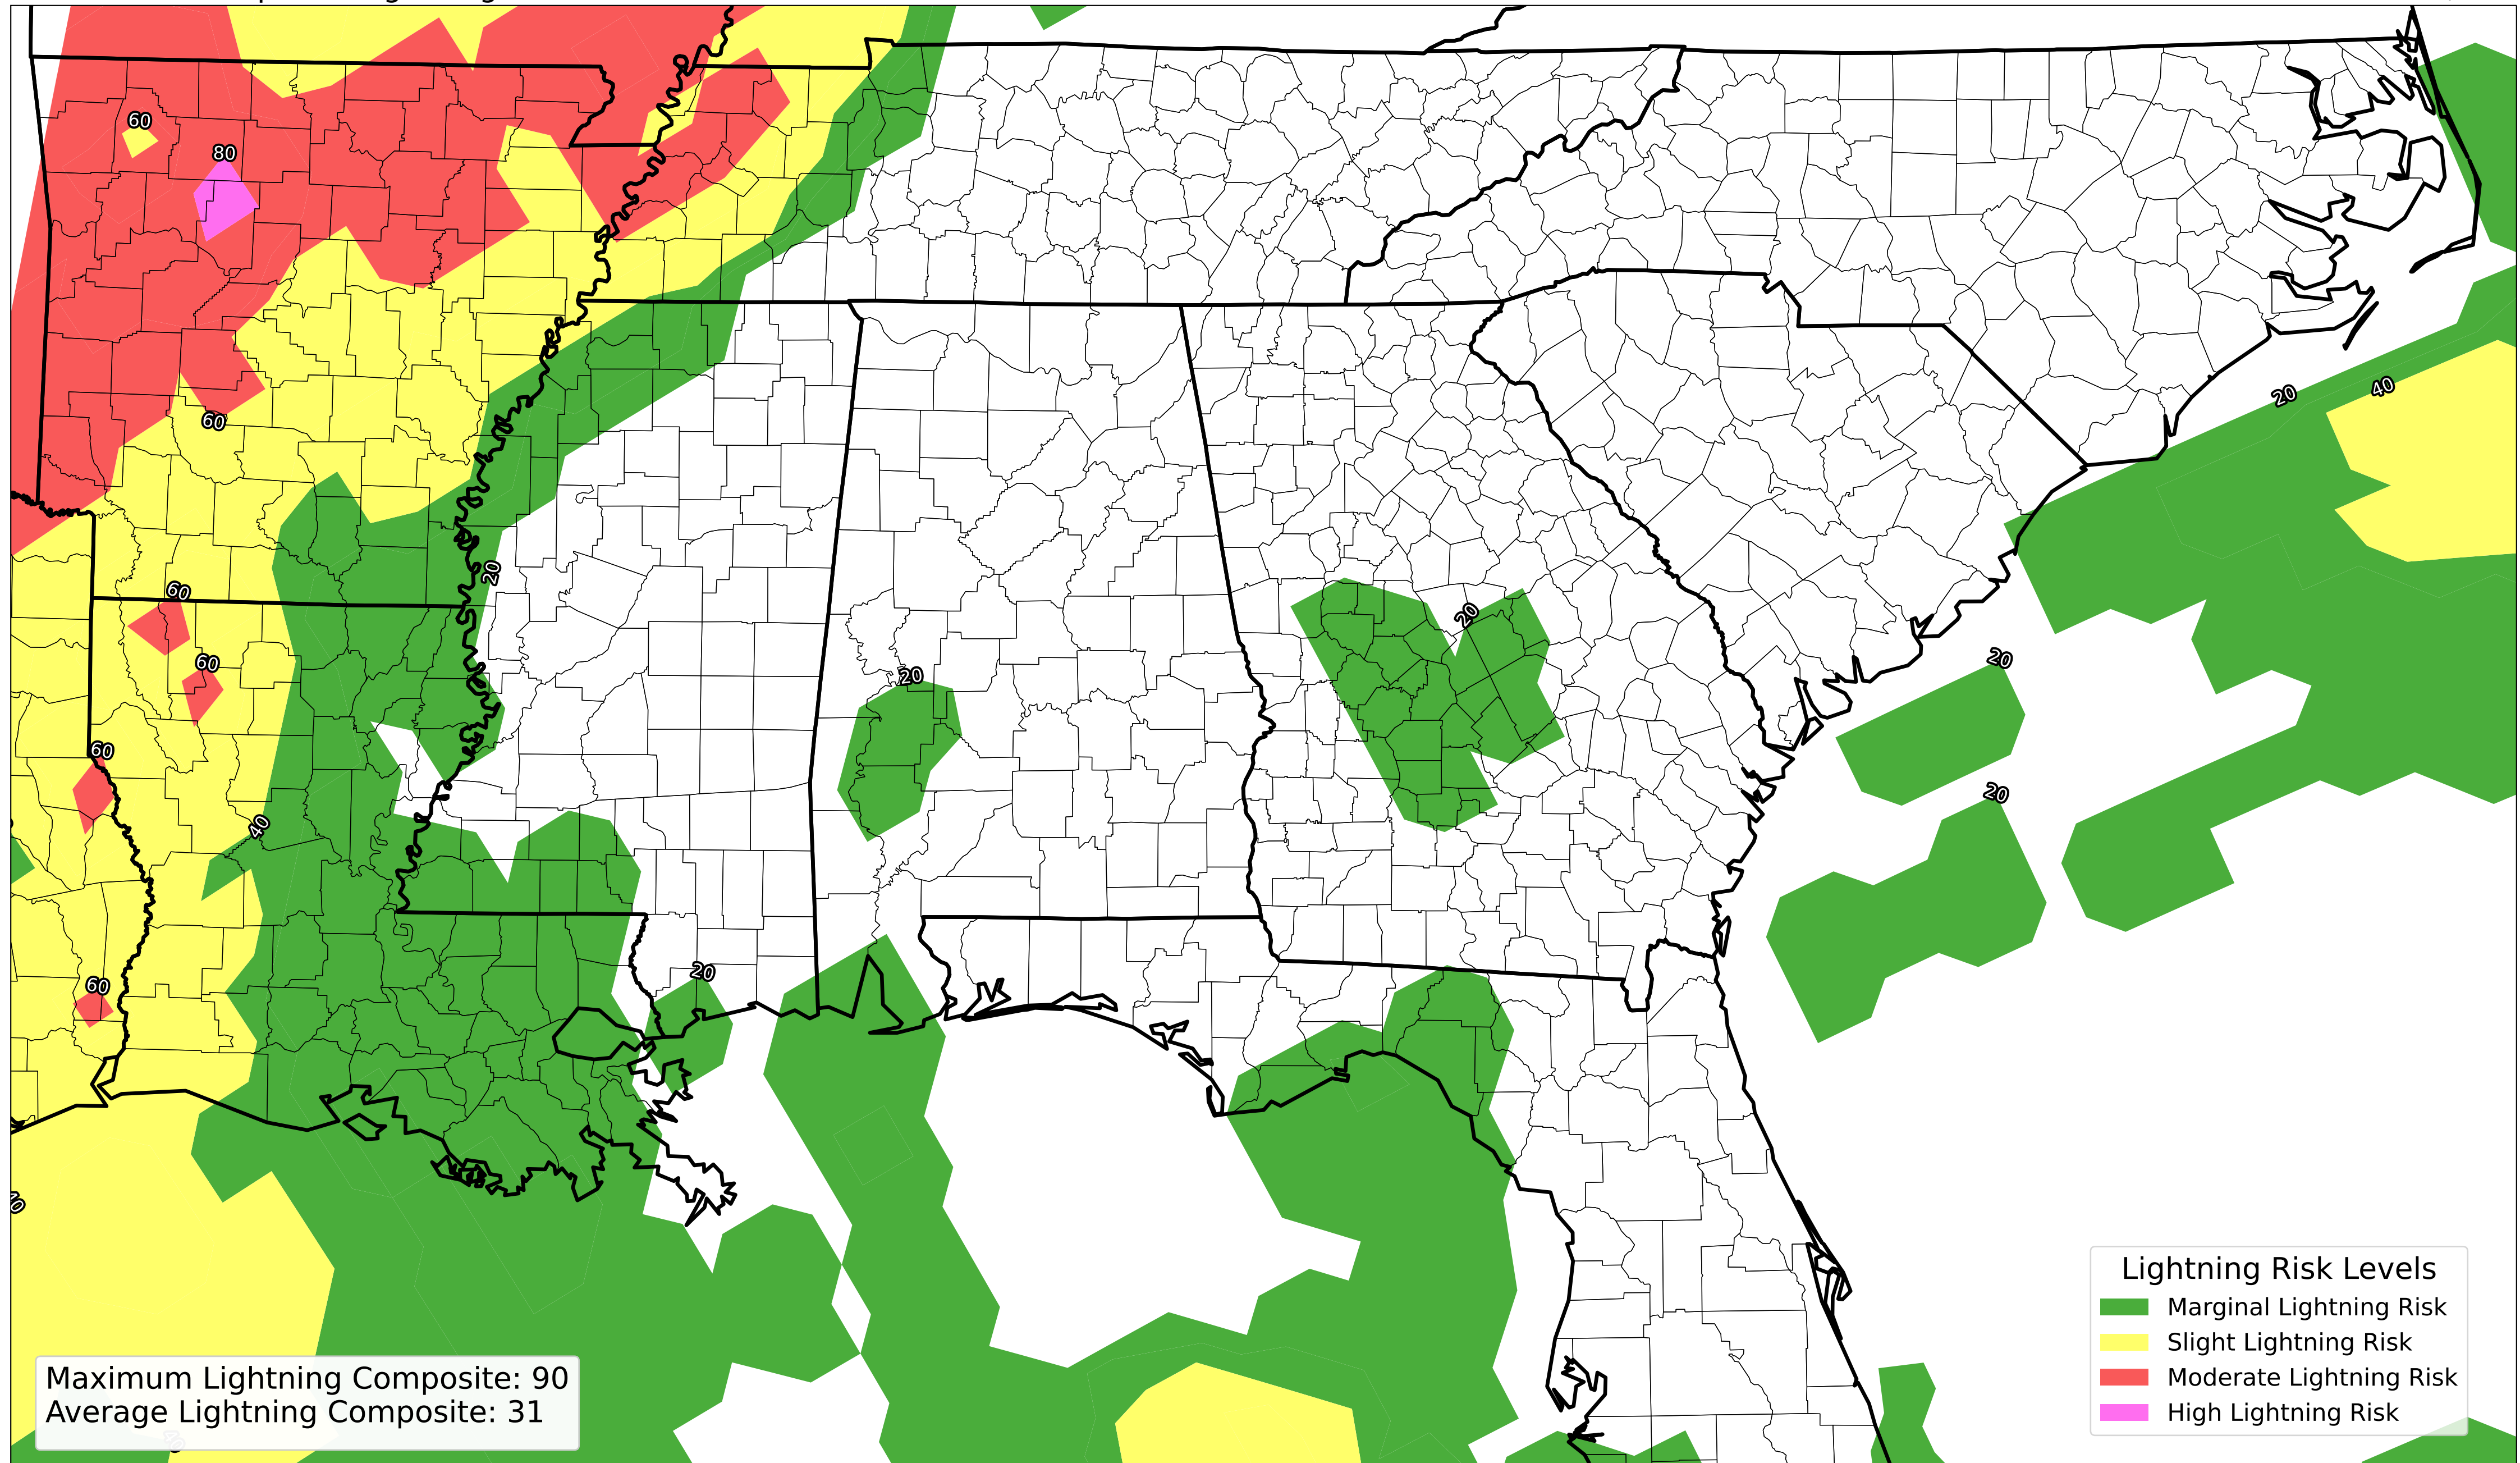 60
80
60
20
40
20
60
20
60
20
20
60
20
40
20
60
Lightning Risk Levels
Marginal Lightning Risk
Slight Lightning Risk
Moderate Lightning Risk
High Lightning Risk
Maximum Lightning Composite: 90
Average Lightning Composite: 31